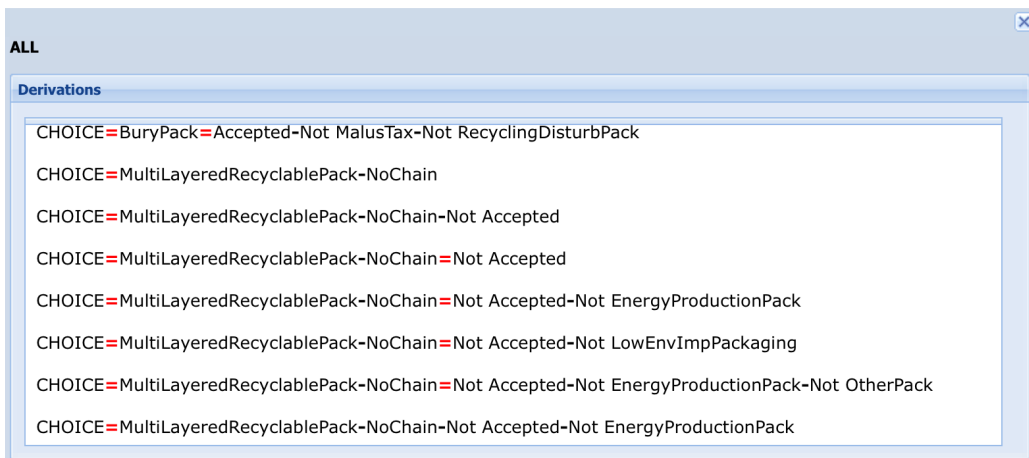 ALL
Derivations
CHOICE=BuryPack=Accepted-Not MalusTax-Not RecyclingDisturbPack
CHOICE=MultiLayeredRecyclablePack-NoChain
CHOICE=MultiLayeredRecyclablePack-NoChain-Not Accepted
CHOICE=MultiLayeredRecyclablePack-NoChain=Not Accepted
CHOICE=MultiLayeredRecyclablePack-NoChain=Not Accepted-Not EnergyProductionPack
CHOICE=MultiLayeredRecyclablePack-NoChain=Not Accepted-Not LowEnvImpPackaging
CHOICE=MultiLayeredRecyclablePack-NoChain=Not Accepted-Not EnergyProductionPack-Not OtherPack
CHOICE=MultiLayeredRecyclablePack-NoChain-Not Accepted-Not EnergyProductionPack